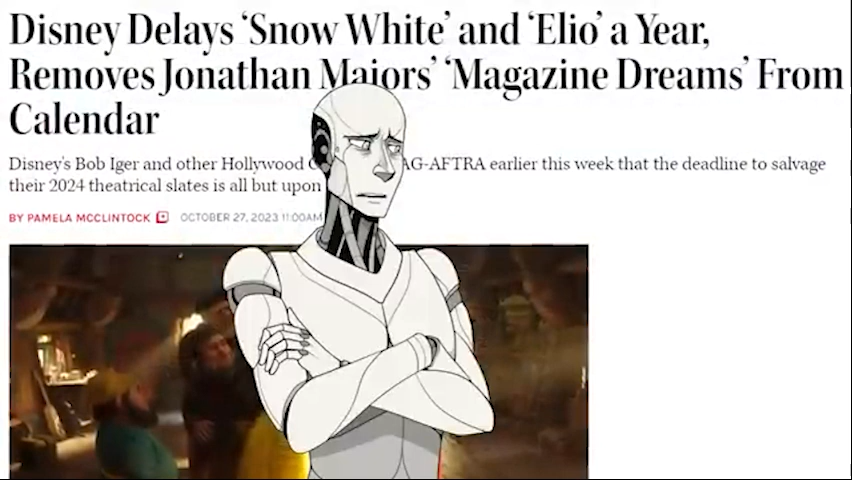 Disney Delays ‘Snow White’ and ‘Elio’ a Year,
Removes Jonathan Majors’ ‘Magazine Dreams’ From
Calendar
Disney's Bob Iger and other Hollywood AG-AFTRA earlier this week that the deadline to salvage
their 2024 theatrical slates is all but upon
BY PAMELA MCCLINTOCK OCTOBER 27, 2023 11:00AM